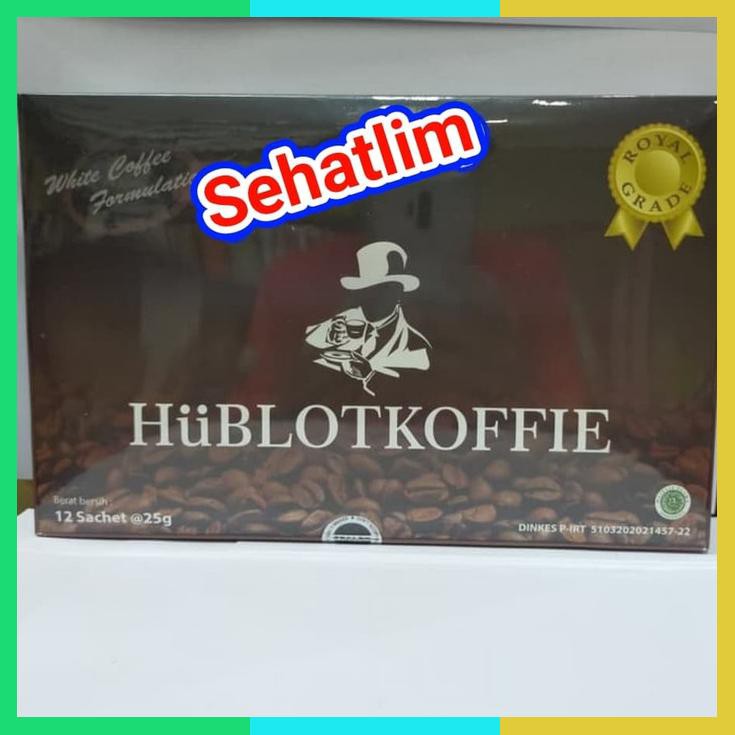 White Coffee
Formulatio
Sehatlim
ROYAL
GRADE
HüBLOTKOFFIE
Berat bersih :
12 Sachet @25g
DINKES P-IRT 5103202021457-22